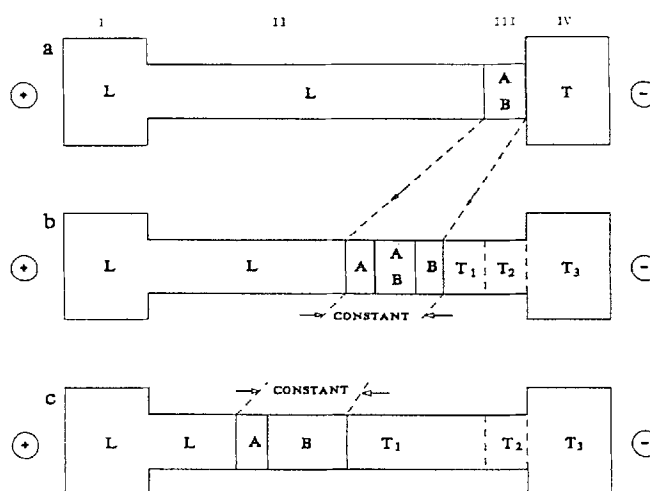 I II III IV
a
+ L L A B T −
b
+ L L A A B B T₁ T₂ T₃ −
CONSTANT
c
CONSTANT
+ L L A B T₁ T₂ T₃ −